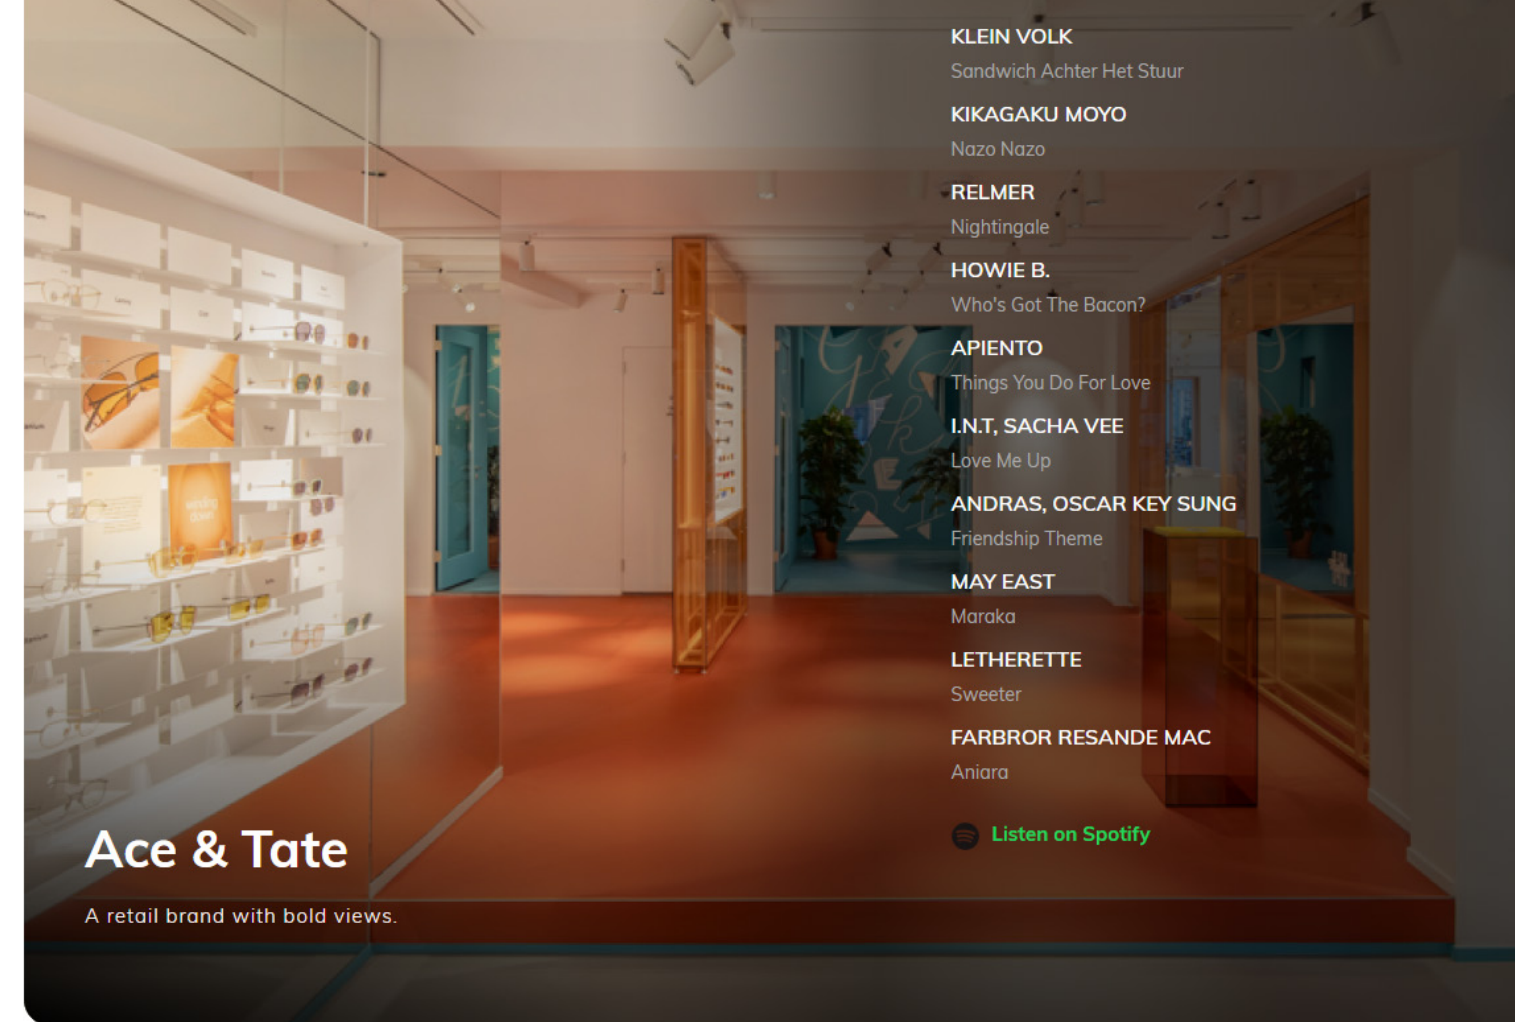 KLEIN VOLK
Sandwich Achter Het Stuur
KIKAGAKU MOYO
Nazo Nazo
RELMER
Nightingale
HOWIE B.
Who's Got The Bacon?
APIENTO
Things You Do For Love
I.N.T, SACHA VEE
Love Me Up
ANDRAS, OSCAR KEY SUNG
Friendship Theme
MAY EAST
Maraka
LETHERETTE
Sweeter
FARBROR RESANDE MAC
Aniara
Listen on Spotify
Ace & Tate
A retail brand with bold views.